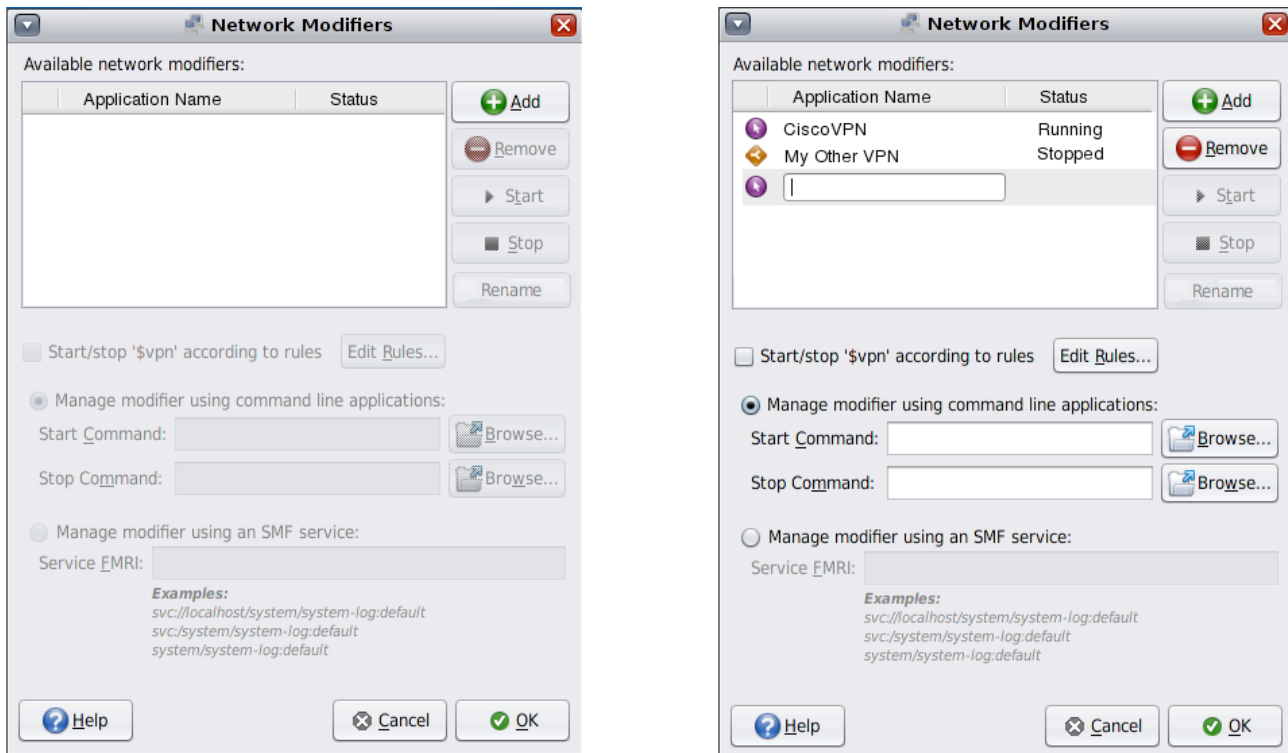 Network Modifiers
Available network modifiers:
Application Name Status
Add
Remove
Start
Stop
Rename
Start/stop '$vpn' according to rules Edit Rules...
Manage modifier using command line applications:
Start Command: Browse...
Stop Command: Browse...
Manage modifier using an SMF service:
Service FMRI:
Examples:
svc://localhost/system/system-log:default
svc:/system/system-log:default
system/system-log:default
Help Cancel OK
Network Modifiers
Available network modifiers:
Application Name Status
Add
CiscoVPN Running
My Other VPN Stopped
Remove
Start
Stop
Rename
Start/stop '$vpn' according to rules Edit Rules...
Manage modifier using command line applications:
Start Command: Browse...
Stop Command: Browse...
Manage modifier using an SMF service:
Service FMRI:
Examples:
svc://localhost/system/system-log:default
svc:/system/system-log:default
system/system-log:default
Help Cancel OK